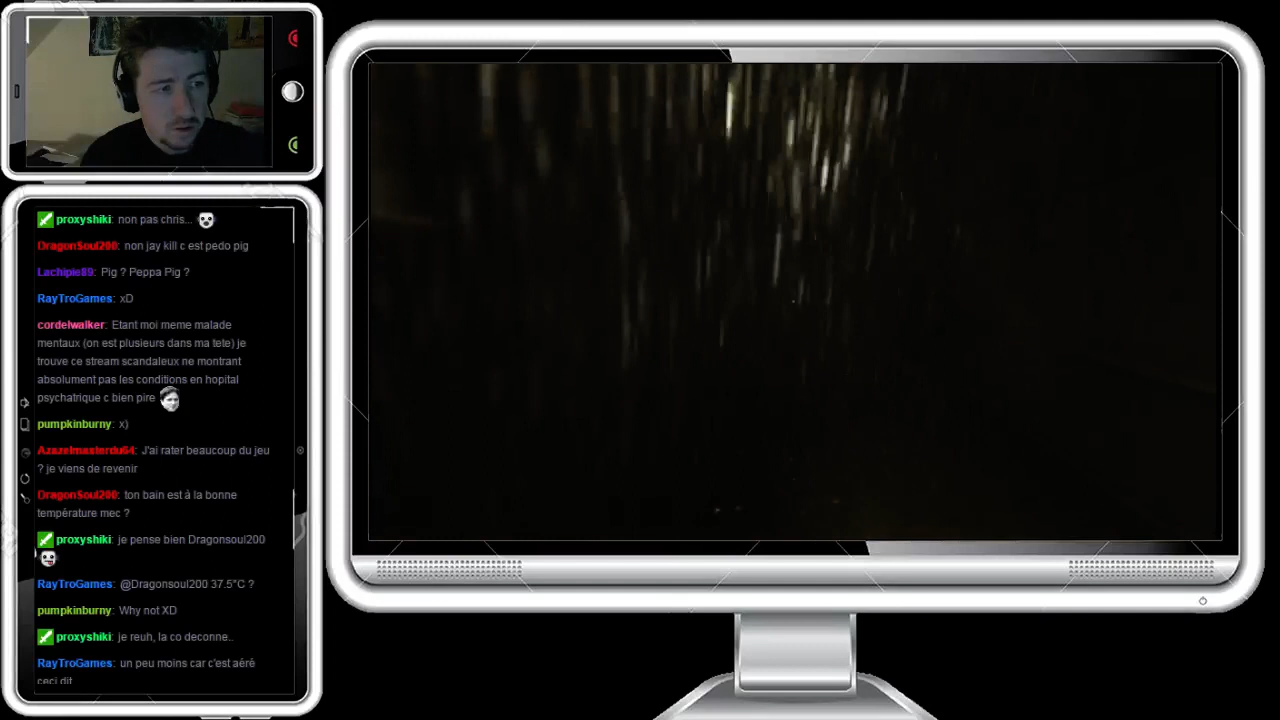 proxyshiki: non pas chris...
DragonSoul200: non jay kill c est pedo pig
Lachipie89: Pig ? Peppa Pig ?
RayTroGames: xD
cordelwalker: Etant moi meme malade
mentaux (on est plusieurs dans ma tete) je
trouve ce stream scandaleux ne montrant
absolument pas les conditions en hopital
psychatrique c bien pire
pumpkinburny: x)
Azazelmasterdu64: J'ai rater beaucoup du jeu
? je viens de revenir
DragonSoul200: ton bain est à la bonne
température mec ?
proxyshiki: je pense bien Dragonsoul200
RayTroGames: @Dragonsoul200 37.5°C ?
pumpkinburny: Why not XD
proxyshiki: je reuh, la co deconne..
RayTroGames: un peu moins car c'est aéré
ceci dit